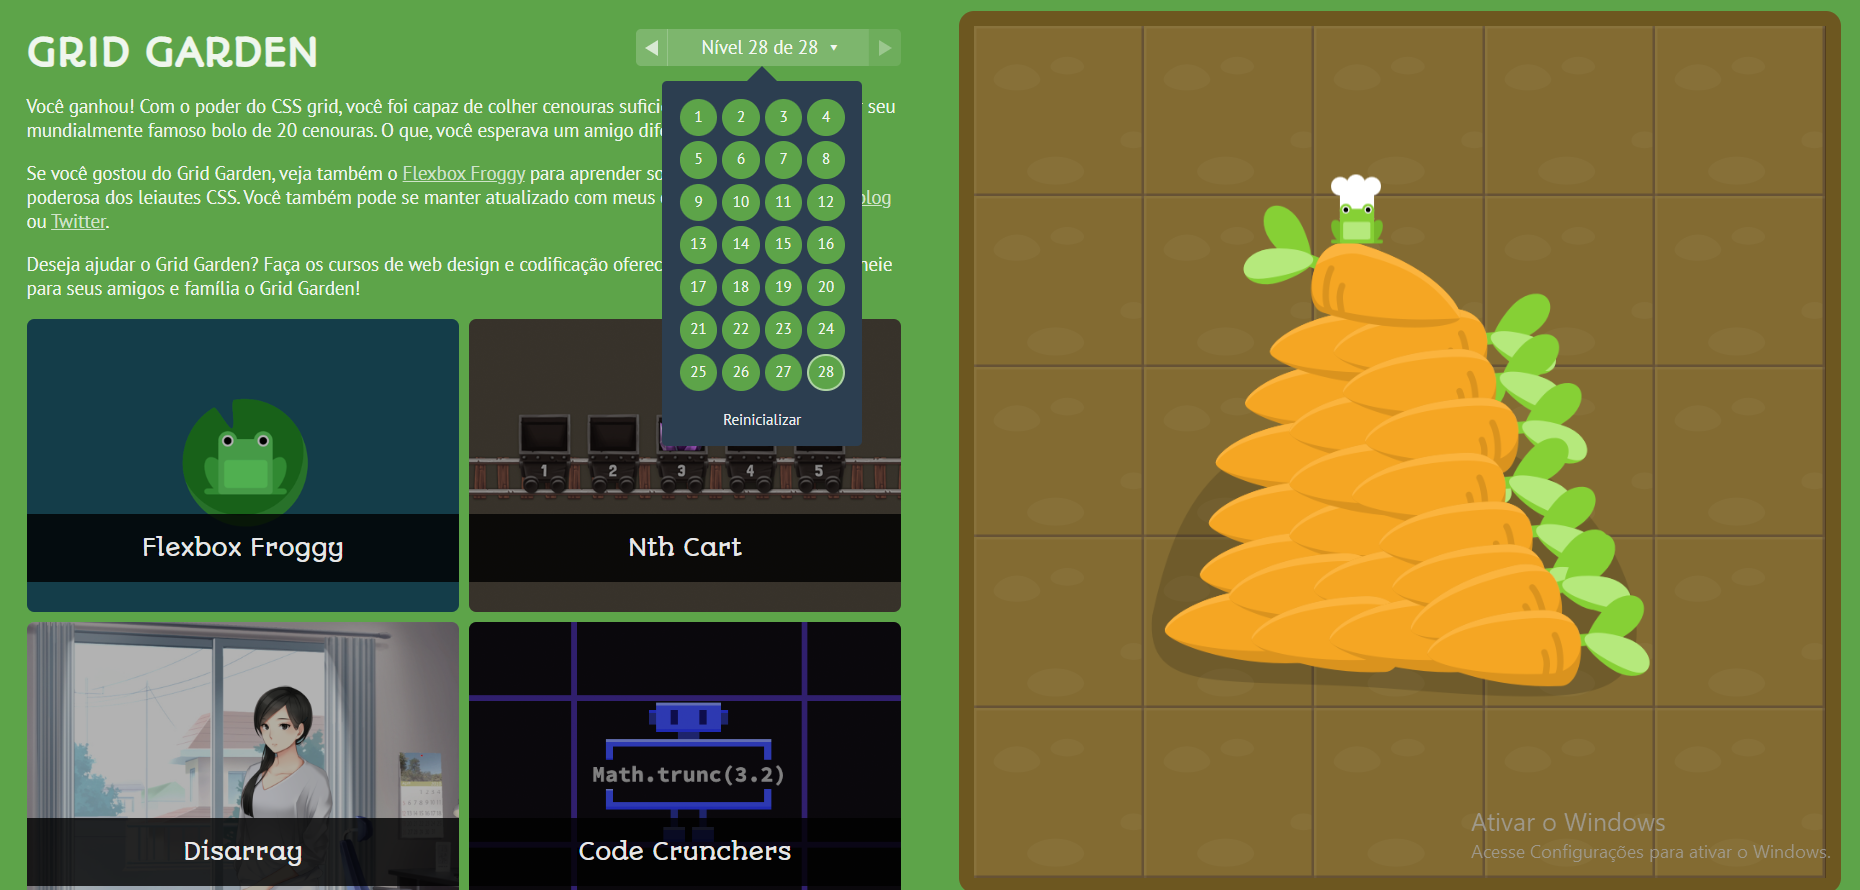 GRID GARDEN
Nível 28 de 28
Você ganhou! Com o poder do CSS grid, você foi capaz de colher cenouras sufici seu
mundialmente famoso bolo de 20 cenouras. O que, você esperava um amigo dif
Se você gostou do Grid Garden, veja também o Flexbox Froggy para aprender so
poderosa dos leiautes CSS. Você também pode se manter atualizado com meus blog
ou Twitter.
Deseja ajudar o Grid Garden? Faça os cursos de web design e codificação oferec neie
para seus amigos e família o Grid Garden!
1 2 3 4
5 6 7 8
9 10 11 12
13 14 15 16
17 18 19 20
21 22 23 24
25 26 27 28
Reinicializar
1 2 3 4 5
Flexbox Froggy
Nth Cart
Math.trunc(3.2)
Disarray
Code Crunchers
Ativar o Windows
Acesse Configurações para ativar o Windows.